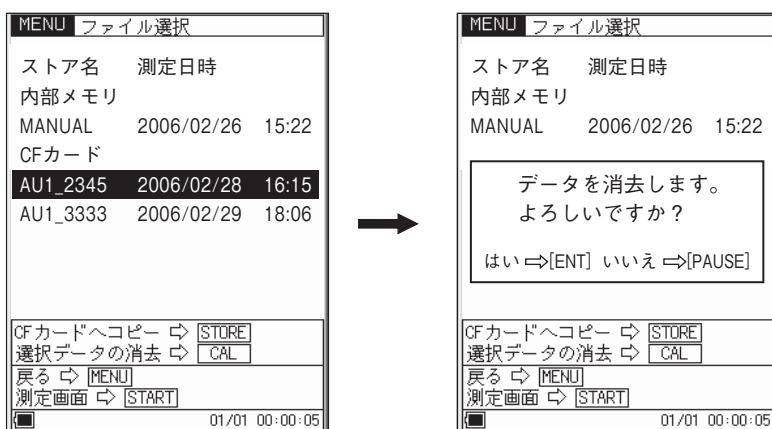 MENU ファイル選択
ストア名 測定日時
内部メモリ
MANUAL 2006/02/26 15:22
CFカード
AU1_2345 2006/02/28 16:15
AU1_3333 2006/02/29 18:06
CFカードへコピー ⇨ STORE
選択データの消去 ⇨ CAL
戻る ⇨ MENU
測定画面 ⇨ START
01/01 00:00:05
MENU ファイル選択
ストア名 測定日時
内部メモリ
MANUAL 2006/02/26 15:22
データを消去します。
よろしいですか？
はい ⇨[ENT] いいえ ⇨[PAUSE]
CFカードへコピー ⇨ STORE
選択データの消去 ⇨ CAL
戻る ⇨ MENU
測定画面 ⇨ START
01/01 00:00:05